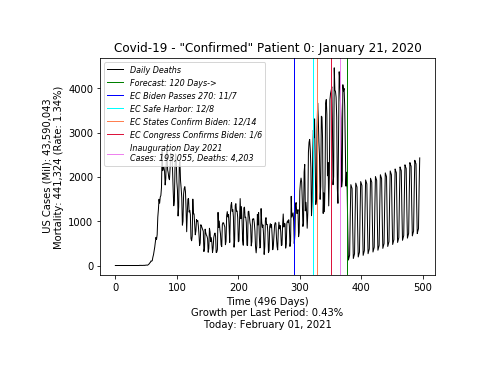 Covid-19 - "Confirmed" Patient 0: January 21, 2020
US Cases (Mil): 43,590,043
Mortality: 441,324 (Rate: 1.34%)
4000
3000
2000
1000
0
Daily Deaths
Forecast: 120 Days->
EC Biden Passes 270: 11/7
EC Safe Harbor: 12/8
EC States Confirm Biden: 12/14
EC Congress Confirms Biden: 1/6
Inauguration Day 2021
Cases: 193,055, Deaths: 4,203
0 100 200 300 400 500
Time (496 Days)
Growth per Last Period: 0.43%
Today: February 01, 2021